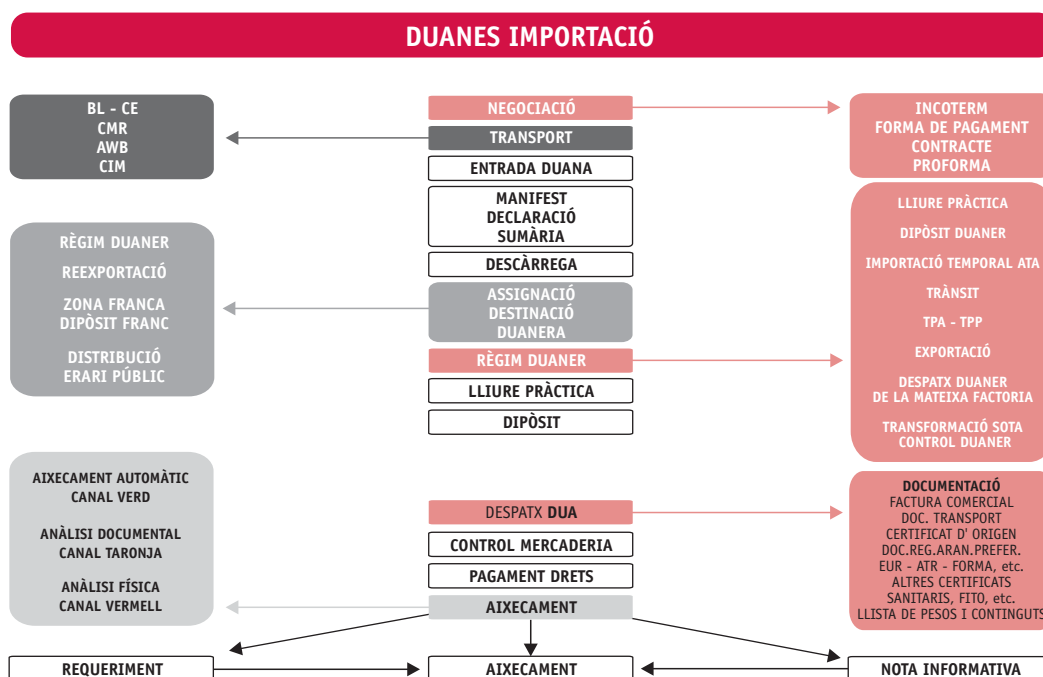 DUANES IMPORTACIÓ
BL - CE
CMR
AWB
CIM
NEGOCIACIÓ
TRANSPORT
ENTRADA DUANA
MANIFEST
DECLARACIÓ
SUMÀRIA
DESCÀRREGA
INCOTERM
FORMA DE PAGAMENT
CONTRACTE
PROFORMA
RÈGIM DUANER
REEXPORTACIÓ
ZONA FRANCA
DIPÒSIT FRANC
DISTRIBUCIÓ
ERARI PÚBLIC
ASSIGNACIÓ
DESTINACIÓ
DUANERA
RÈGIM DUANER
LLIURE PRÀCTICA
DIPÒSIT
LLIURE PRÀCTICA
DIPÒSIT DUANER
IMPORTACIÓ TEMPORAL ATA
TRÀNSIT
TPA - TPP
EXPORTACIÓ
DESPATX DUANER
DE LA MATEIXA FACTORIA
TRANSFORMACIÓ SOTA
CONTROL DUANER
AIXECAMENT AUTOMÀTIC
CANAL VERD
ANÀLISI DOCUMENTAL
CANAL TARONJA
ANÀLISI FÍSICA
CANAL VERMELL
DESPATX DUA
CONTROL MERCADERIA
PAGAMENT DRETS
AIXECAMENT
DOCUMENTACIÓ
FACTURA COMERCIAL
DOC. TRANSPORT
CERTIFICAT D' ORIGEN
DOC.REG.ARAN.PREFER.
EUR - ATR - FORMA, etc.
ALTRES CERTIFICATS
SANITARIS, FITO, etc.
LLISTA DE PESOS I CONTINGUTS
REQUERIMENT
AIXECAMENT
NOTA INFORMATIVA